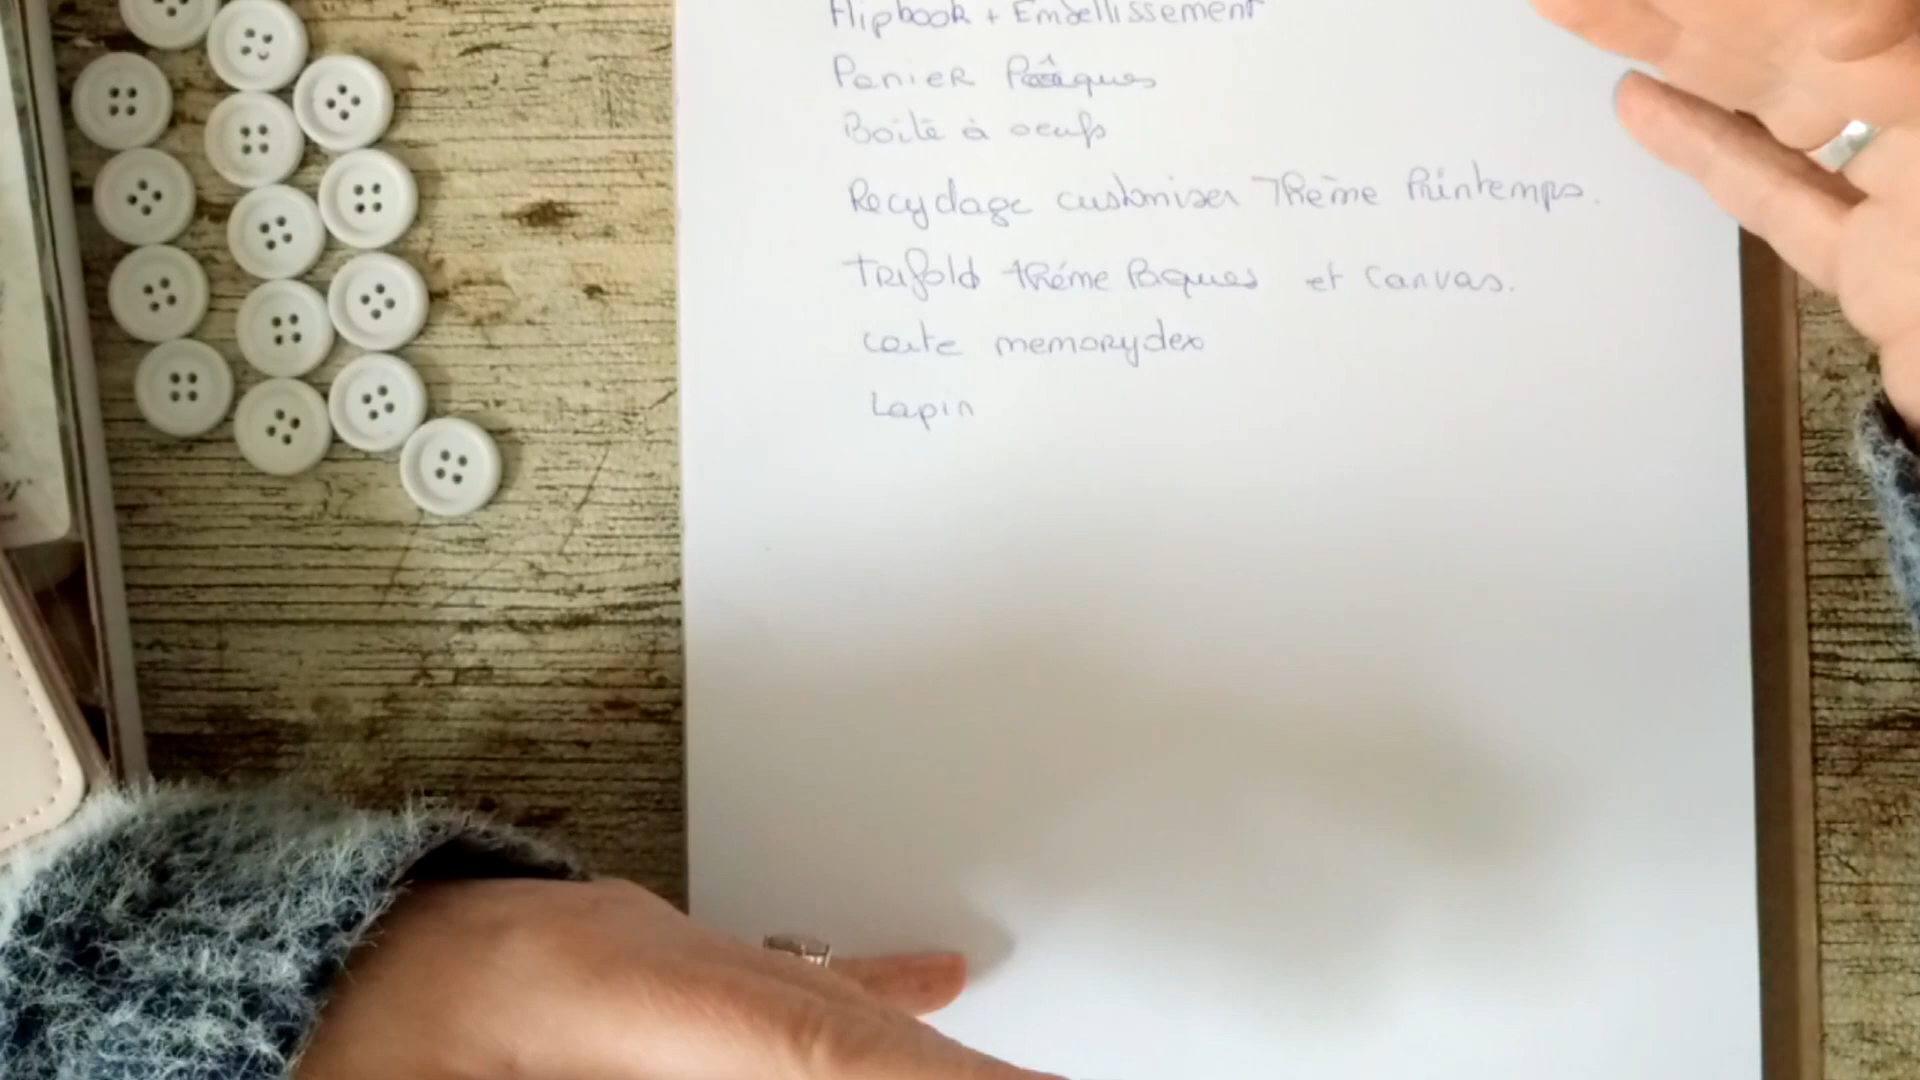 Flipbook + Embellissement
Panier Pâques
Boîte à oeufs
Recyclage customiser Thème Printemps.
Trifold thème Pâques et Canvas.
carte memorydex
Lapin